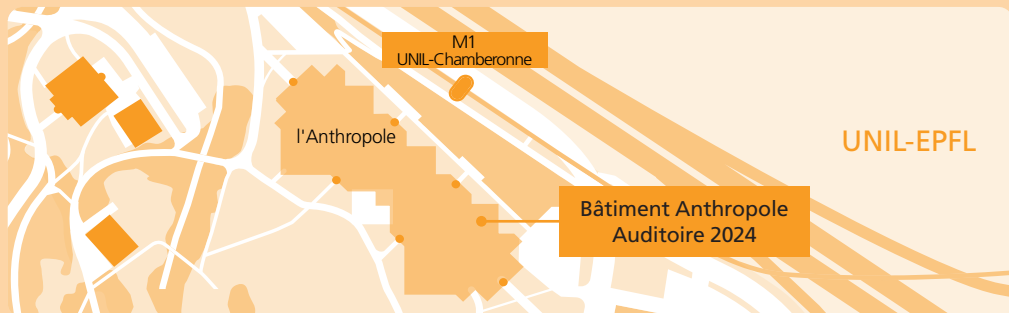 M1
UNIL-Chamberonne
l'Anthropole
UNIL-EPFL
Bâtiment Anthropole
Auditoire 2024